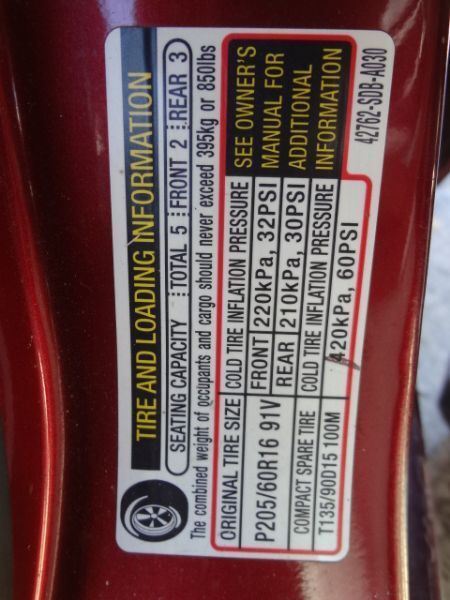 TIRE AND LOADING INFORMATION
SEATING CAPACITY TOTAL 5 FRONT 2 REAR 3
The combined weight of occupants and cargo should never exceed 395kg or 850lbs
ORIGINAL TIRE SIZE COLD TIRE INFLATION PRESSURE
P205/60R16 91V FRONT 220kPa, 32PSI
REAR 210kPa, 30PSI
COMPACT SPARE TIRE COLD TIRE INFLATION PRESSURE
T135/90D15 100M 420kPa, 60PSI
SEE OWNER'S
MANUAL FOR
ADDITIONAL
INFORMATION
42762-SDB-A030